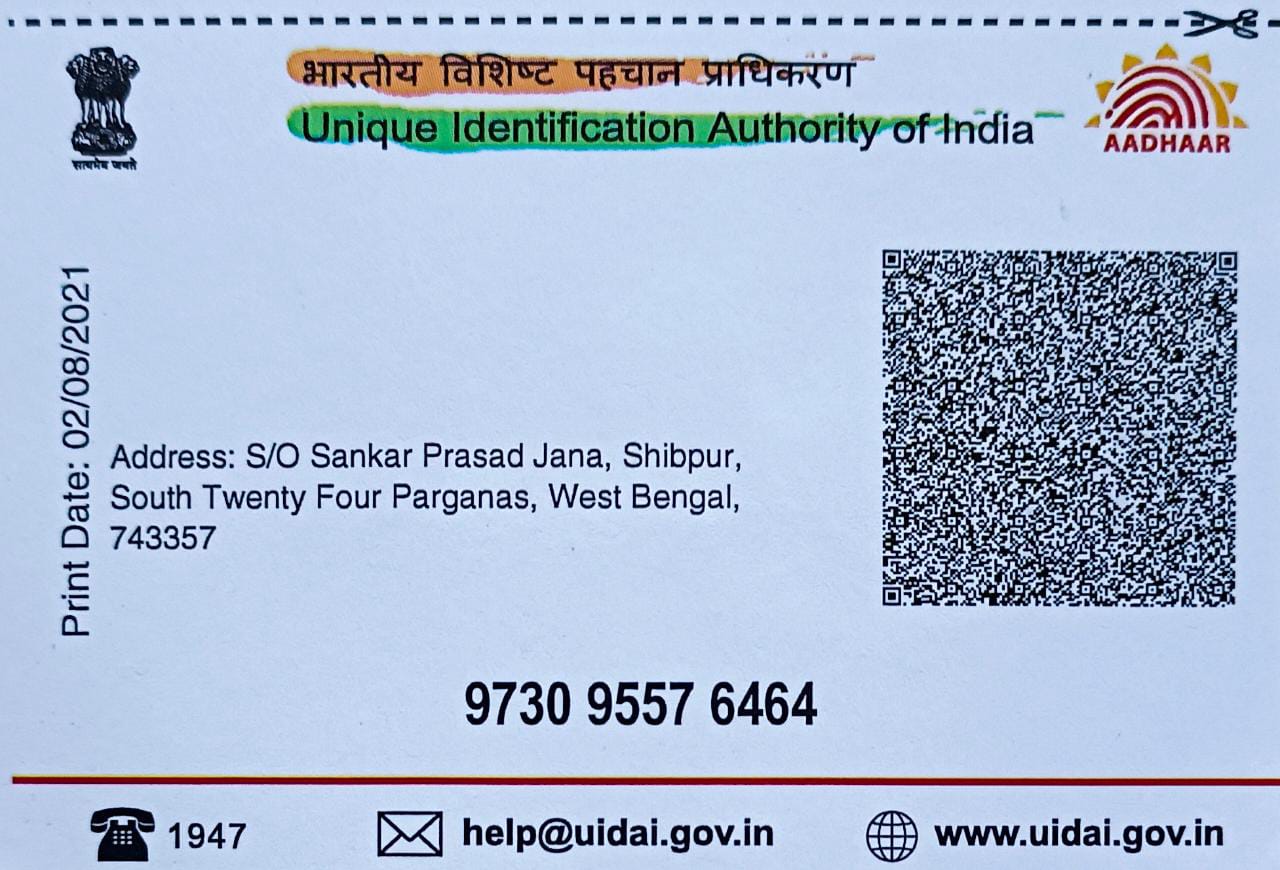 भारतीय विशिष्ट पहचान प्राधिकरण
Unique Identification Authority of India
सत्यमेव जयते
AADHAAR
Print Date: 02/08/2021
Address: S/O Sankar Prasad Jana, Shibpur,
South Twenty Four Parganas, West Bengal,
743357
9730 9557 6464
1947
help@uidai.gov.in
www.uidai.gov.in